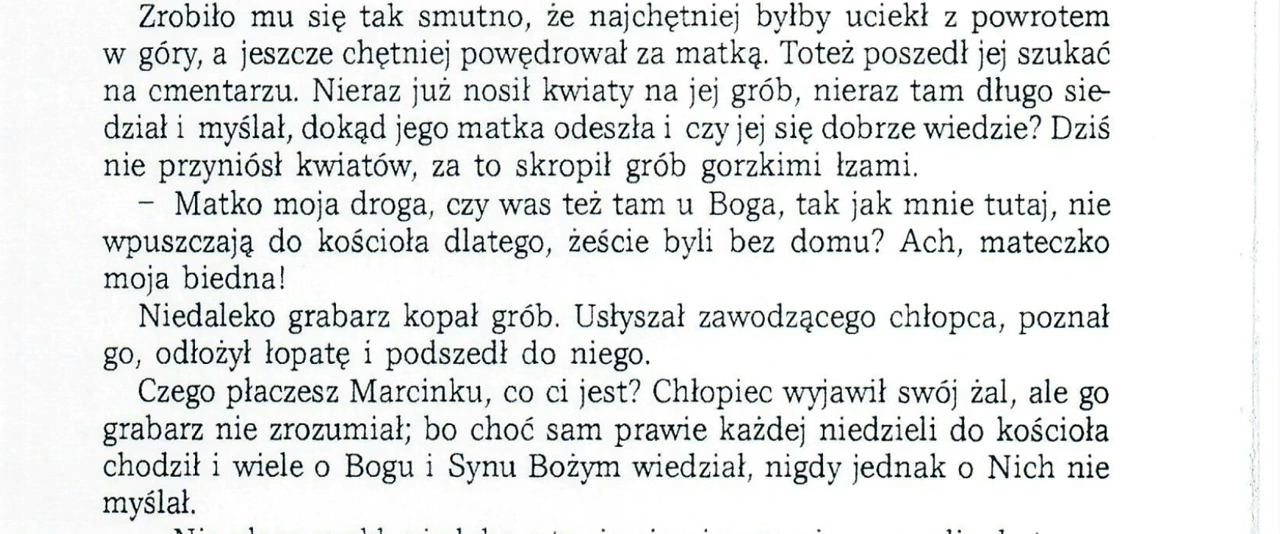 Zrobiło mu się tak smutno, że najchętniej byłby uciekł z powrotem
w góry, a jeszcze chętniej powędrował za matką. Toteż poszedł jej szukać
na cmentarzu. Nieraz już nosił kwiaty na jej grób, nieraz tam długo sie-
dział i myślał, dokąd jego matka odeszła i czy jej się dobrze wiedzie? Dziś
nie przyniósł kwiatów, za to skropił grób gorzkimi łzami.
– Matko moja droga, czy was też tam u Boga, tak jak mnie tutaj, nie
wpuszczają do kościoła dlatego, żeście byli bez domu? Ach, mateczko
moja biedna!
Niedaleko grabarz kopał grób. Usłyszał zawodzącego chłopca, poznał
go, odłożył łopatę i podszedł do niego.
Czego płaczesz Marcinku, co ci jest? Chłopiec wyjawił swój żal, ale go
grabarz nie zrozumiał; bo choć sam prawie każdej niedzieli do kościoła
chodził i wiele o Bogu i Synu Bożym wiedział, nigdy jednak o Nich nie
myślał.